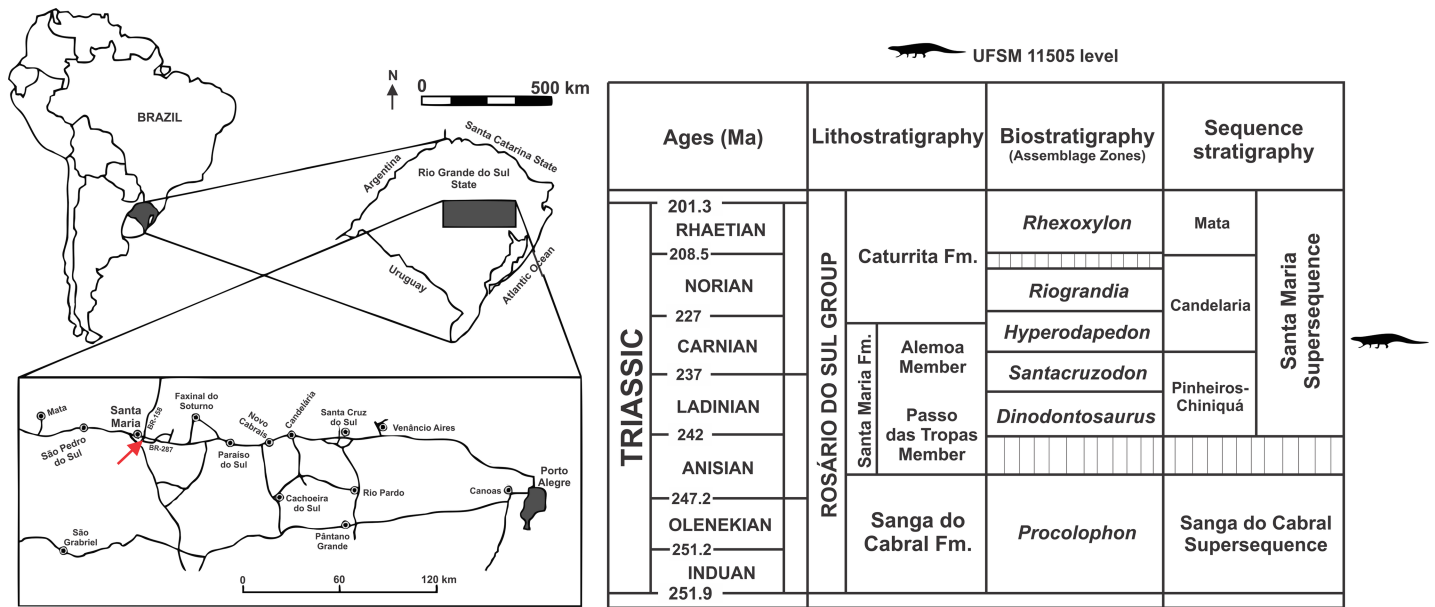 BRAZIL
N
0
500 km
Santa Catarina State
Argentina
Rio Grande do Sul
State
Uruguay
Atlantic Ocean
Mata
São Pedro
do Sul
Santa
Maria
BR-158
BR-287
Faxinal do
Soturno
Paraíso
do Sul
Novo
Cabrais
Candelária
Santa Cruz
do Sul
Venâncio Aires
Cachoeira
do Sul
Rio Pardo
Canoas
Porto
Alegre
Pântano
Grande
São
Grabriel
0
60
120 km
UFSM 11505 level
Ages (Ma)
Lithostratigraphy
Biostratigraphy
(Assemblage Zones)
Sequence
stratigraphy
TRIASSIC
201.3
RHAETIAN
208.5
NORIAN
227
CARNIAN
237
LADINIAN
242
ANISIAN
247.2
OLENEKIAN
251.2
INDUAN
251.9
ROSÁRIO DO SUL GROUP
Caturrita Fm.
Santa Maria Fm.
Alemoa
Member
Passo
das Tropas
Member
Sanga do
Cabral Fm.
Rhexoxylon
Riograndia
Hyperodapedon
Santacruzodon
Dinodontosaurus
Procolophon
Mata
Candelaria
Pinheiros-
Chiniquá
Santa Maria
Supersequence
Sanga do Cabral
Supersequence